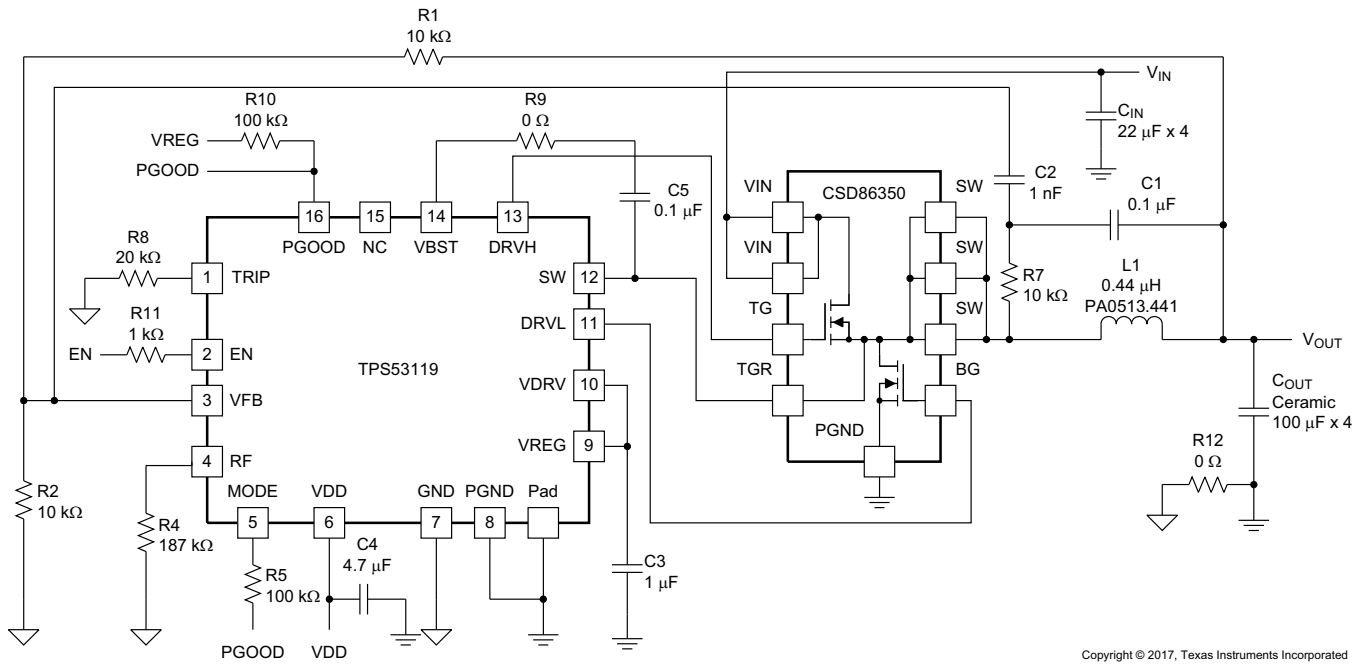 R1
10 kΩ
VIN
R10
100 kΩ
R9
0 Ω
CIN
22 μF x 4
VREG
PGOOD
C5
0.1 μF
VIN
CSD86350
SW
C2
1 nF
C1
0.1 μF
16
15
14
13
PGOOD
NC
VBST
DRVH
R8
20 kΩ
VIN
SW
1
TRIP
SW
12
R7
10 kΩ
L1
0.44 μH
PA0513.441
TG
SW
R11
1 kΩ
DRVL
11
EN
2
EN
TPS53119
TGR
BG
VOUT
3
VFB
VDRV
10
COUT
Ceramic
100 μF x 4
PGND
4
RF
VREG
9
R12
0 Ω
R2
10 kΩ
MODE
VDD
GND
PGND
Pad
R4
187 kΩ
5
6
7
8
C4
4.7 μF
C3
1 μF
R5
100 kΩ
PGOOD
VDD
Copyright © 2017, Texas Instruments Incorporated